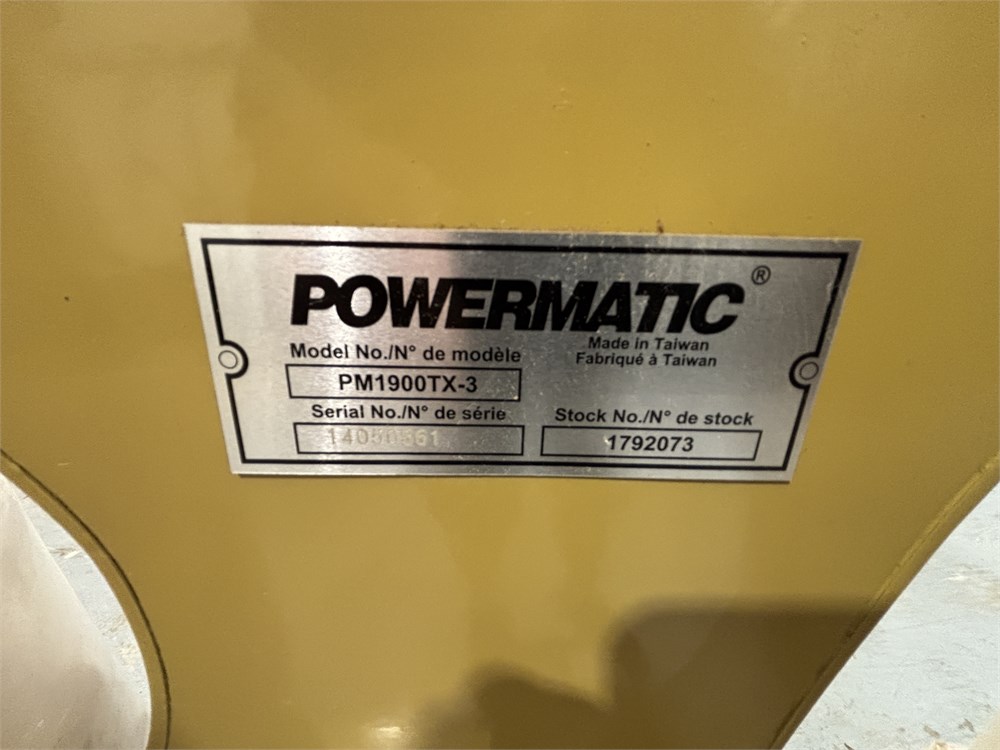 POWERMATIC®
Made in Taiwan
Fabriqué à Taiwan
Model No./N° de modèle
PM1900TX-3
Serial No./N° de série
Stock No./N° de stock
1792073